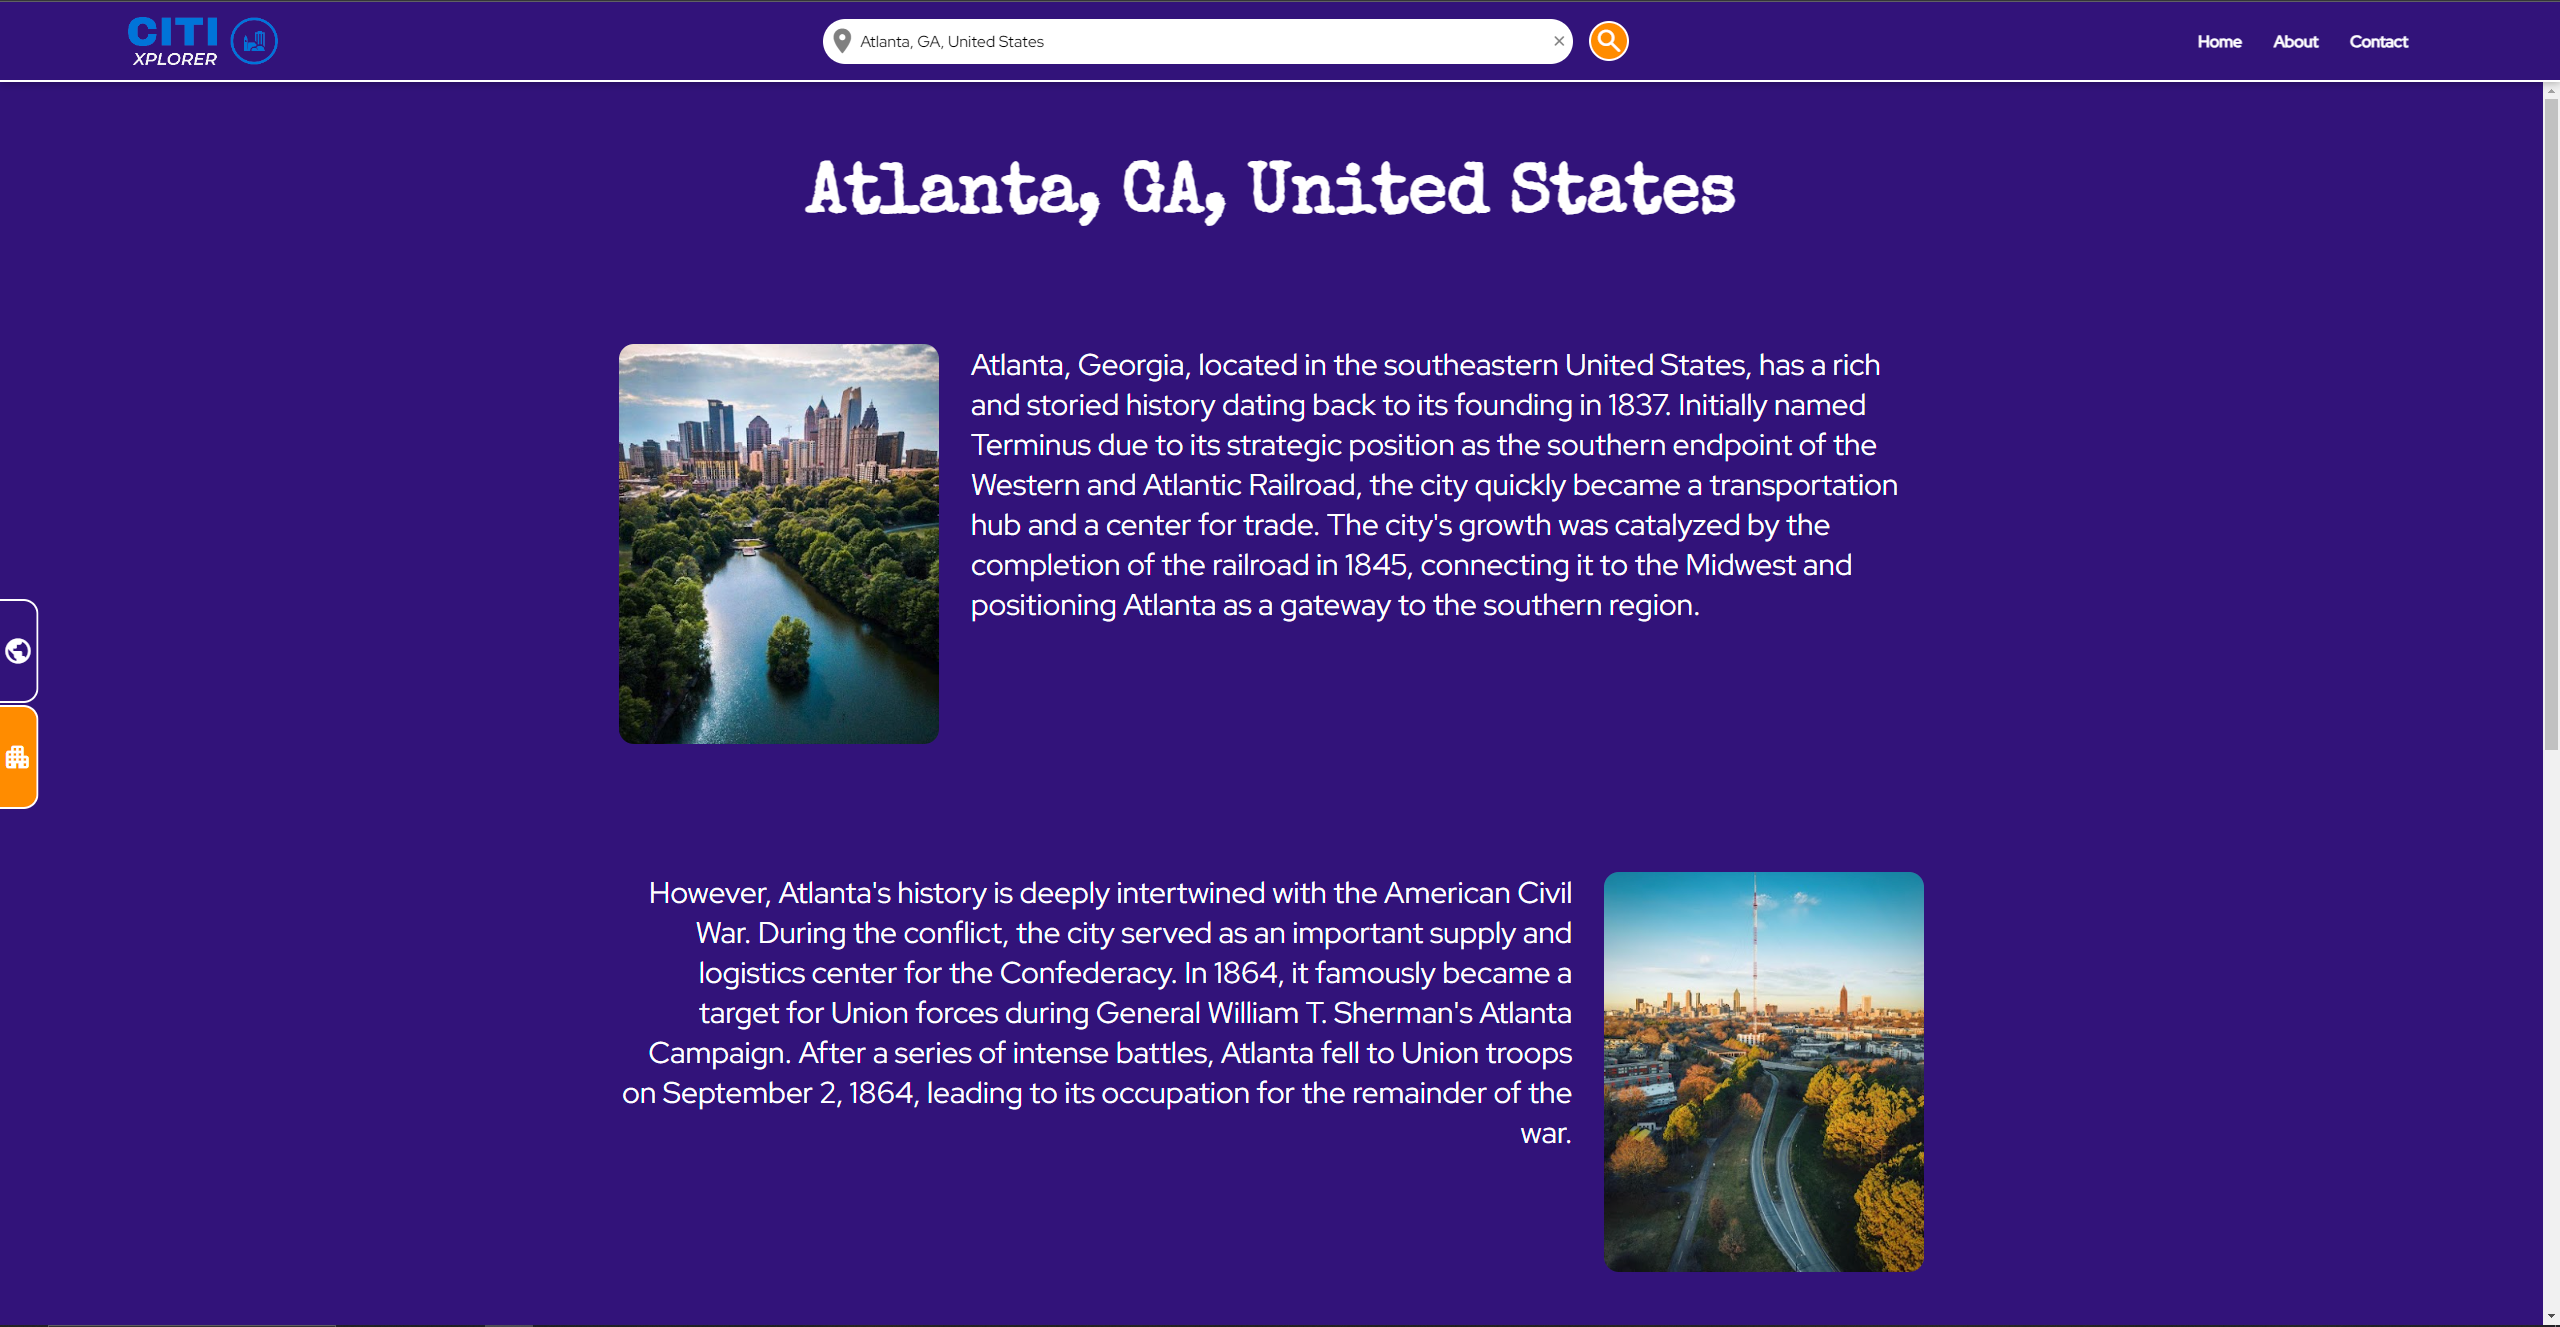 CITI
XPLORER
Atlanta, GA, United States
Home About Contact
Atlanta, GA, United States
Atlanta, Georgia, located in the southeastern United States, has a rich
and storied history dating back to its founding in 1837. Initially named
Terminus due to its strategic position as the southern endpoint of the
Western and Atlantic Railroad, the city quickly became a transportation
hub and a center for trade. The city's growth was catalyzed by the
completion of the railroad in 1845, connecting it to the Midwest and
positioning Atlanta as a gateway to the southern region.
However, Atlanta's history is deeply intertwined with the American Civil
War. During the conflict, the city served as an important supply and
logistics center for the Confederacy. In 1864, it famously became a
target for Union forces during General William T. Sherman's Atlanta
Campaign. After a series of intense battles, Atlanta fell to Union troops
on September 2, 1864, leading to its occupation for the remainder of the
war.